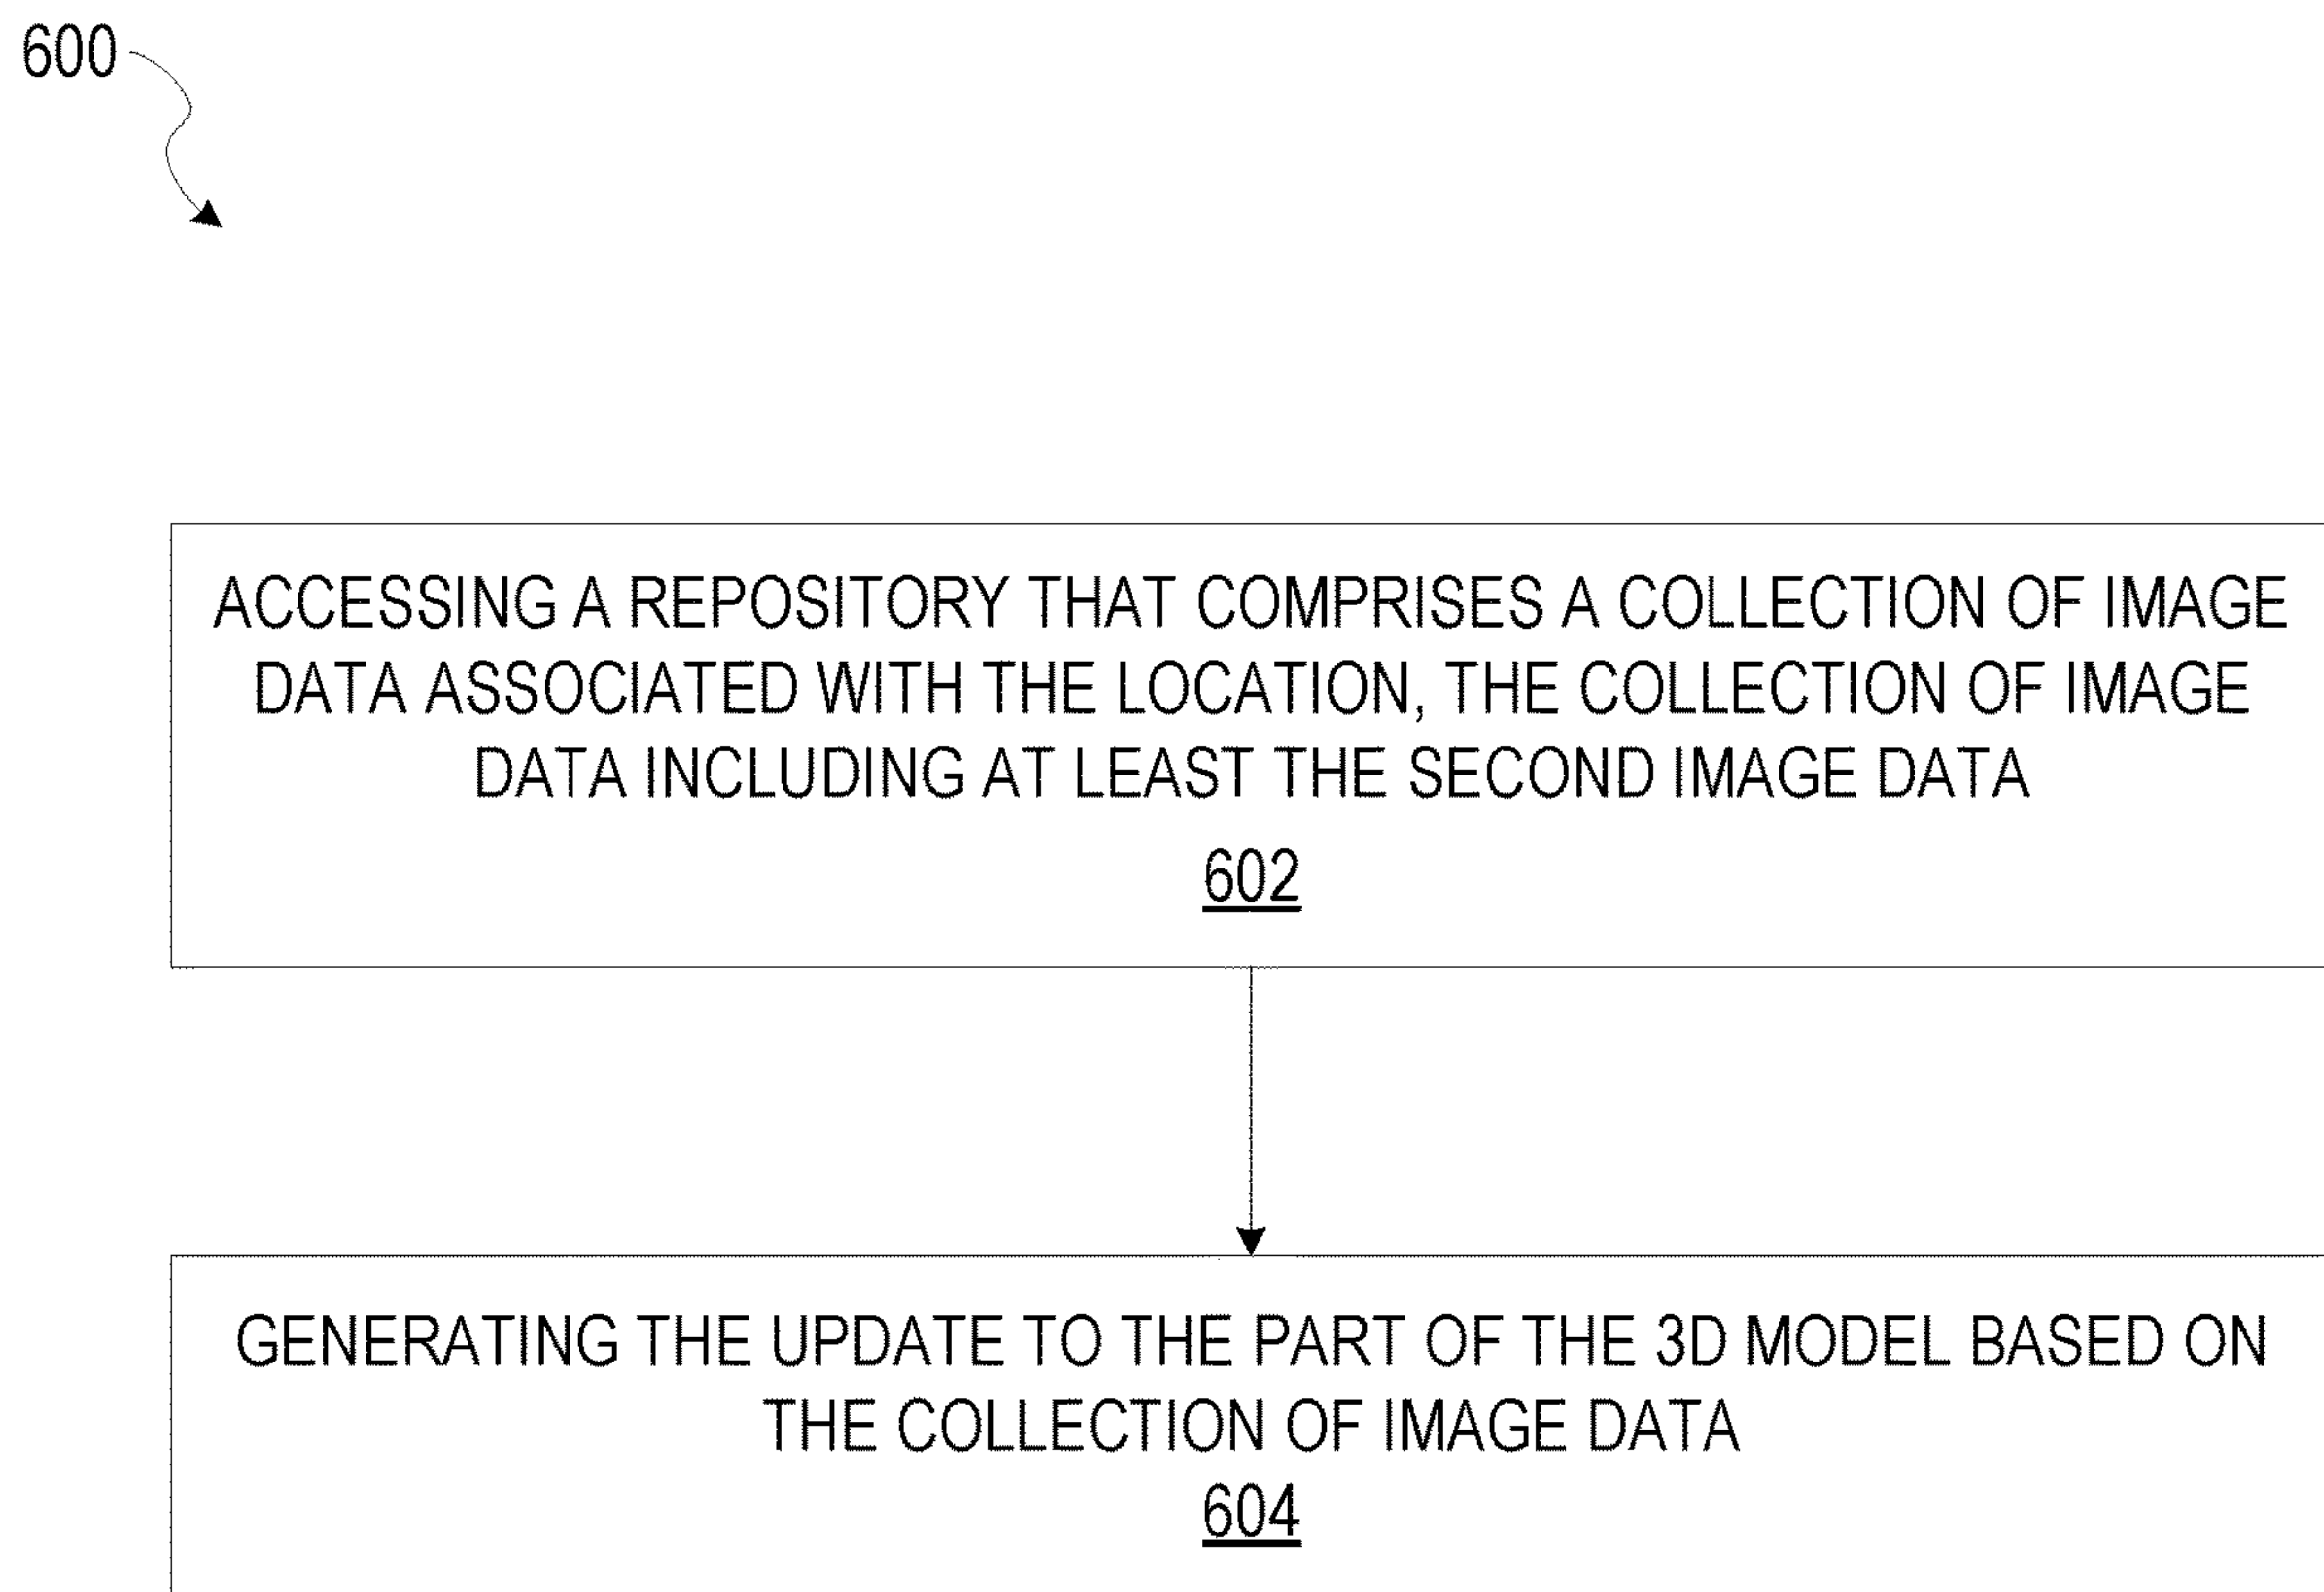 600
ACCESSING A REPOSITORY THAT COMPRISES A COLLECTION OF IMAGE
DATA ASSOCIATED WITH THE LOCATION, THE COLLECTION OF IMAGE
DATA INCLUDING AT LEAST THE SECOND IMAGE DATA
602
GENERATING THE UPDATE TO THE PART OF THE 3D MODEL BASED ON
THE COLLECTION OF IMAGE DATA
604